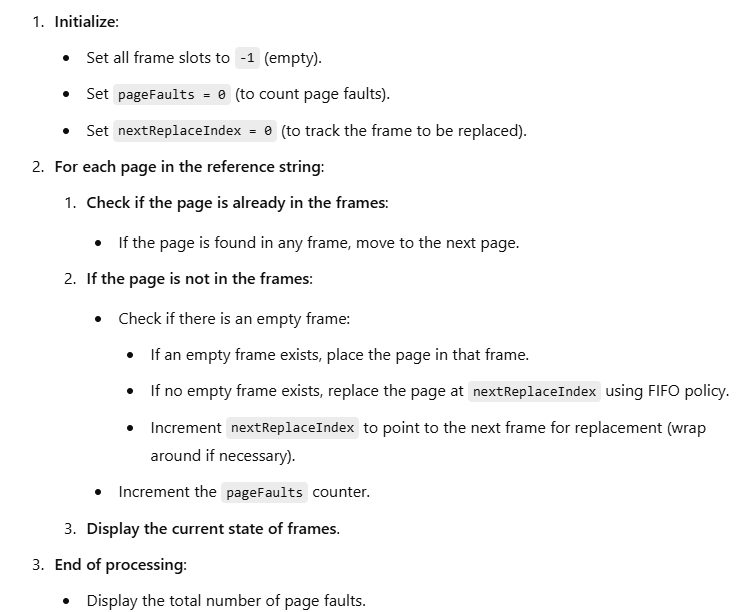 1. Initialize:
• Set all frame slots to -1 (empty).
• Set pageFaults = 0 (to count page faults).
• Set nextReplaceIndex = 0 (to track the frame to be replaced).
2. For each page in the reference string:
1. Check if the page is already in the frames:
• If the page is found in any frame, move to the next page.
2. If the page is not in the frames:
• Check if there is an empty frame:
• If an empty frame exists, place the page in that frame.
• If no empty frame exists, replace the page at nextReplaceIndex using FIFO policy.
• Increment nextReplaceIndex to point to the next frame for replacement (wrap
around if necessary).
• Increment the pageFaults counter.
3. Display the current state of frames.
3. End of processing:
• Display the total number of page faults.